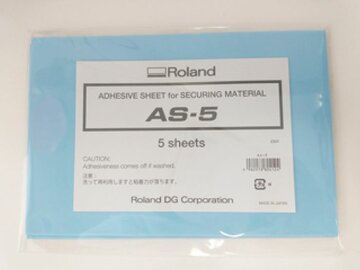 Roland
ADHESIVE SHEET for SECURING MATERIAL
AS-5
5 sheets
CAUTION:
Adhesiveness comes off if washed.
注意:
洗って再利用しますと粘着力が落ちます。
AS-5
Roland DG Corporation
MADE IN JAPAN